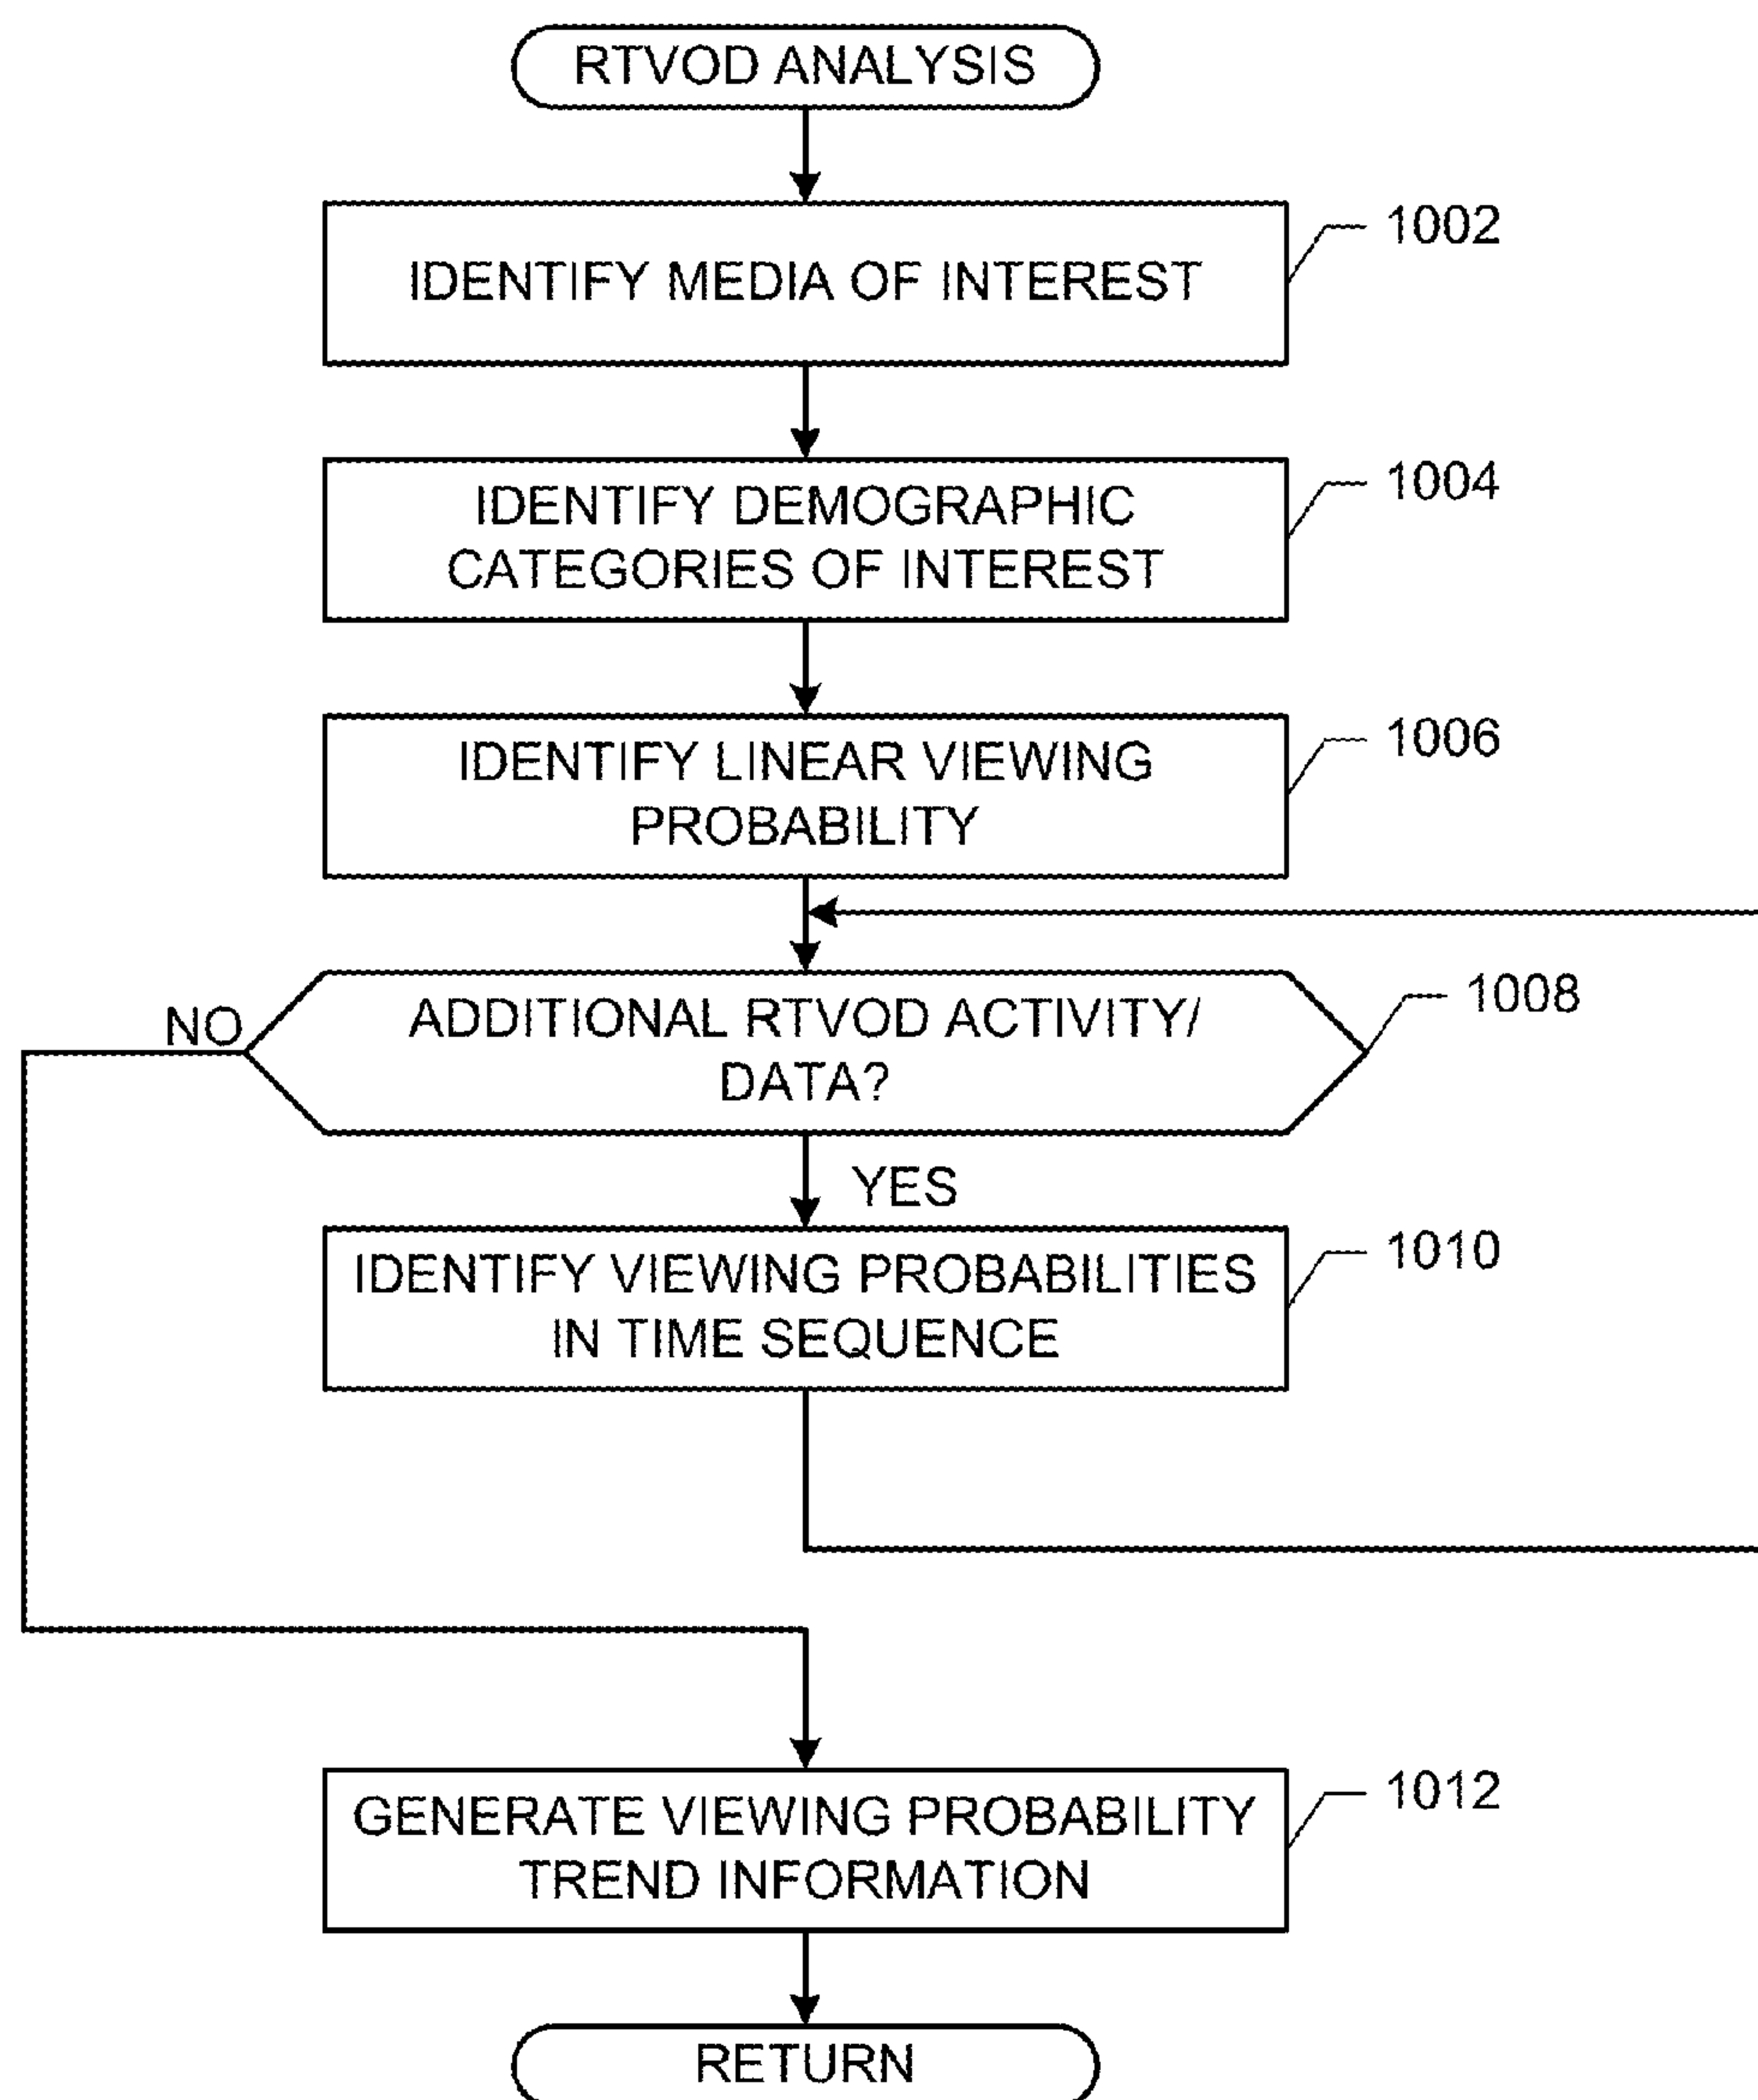 RTVOD ANALYSIS
IDENTIFY MEDIA OF INTEREST
1002
IDENTIFY DEMOGRAPHIC
CATEGORIES OF INTEREST
1004
IDENTIFY LINEAR VIEWING
PROBABILITY
1006
NO
ADDITIONAL RTVOD ACTIVITY/
DATA?
1008
YES
IDENTIFY VIEWING PROBABILITIES
IN TIME SEQUENCE
1010
GENERATE VIEWING PROBABILITY
TREND INFORMATION
1012
RETURN